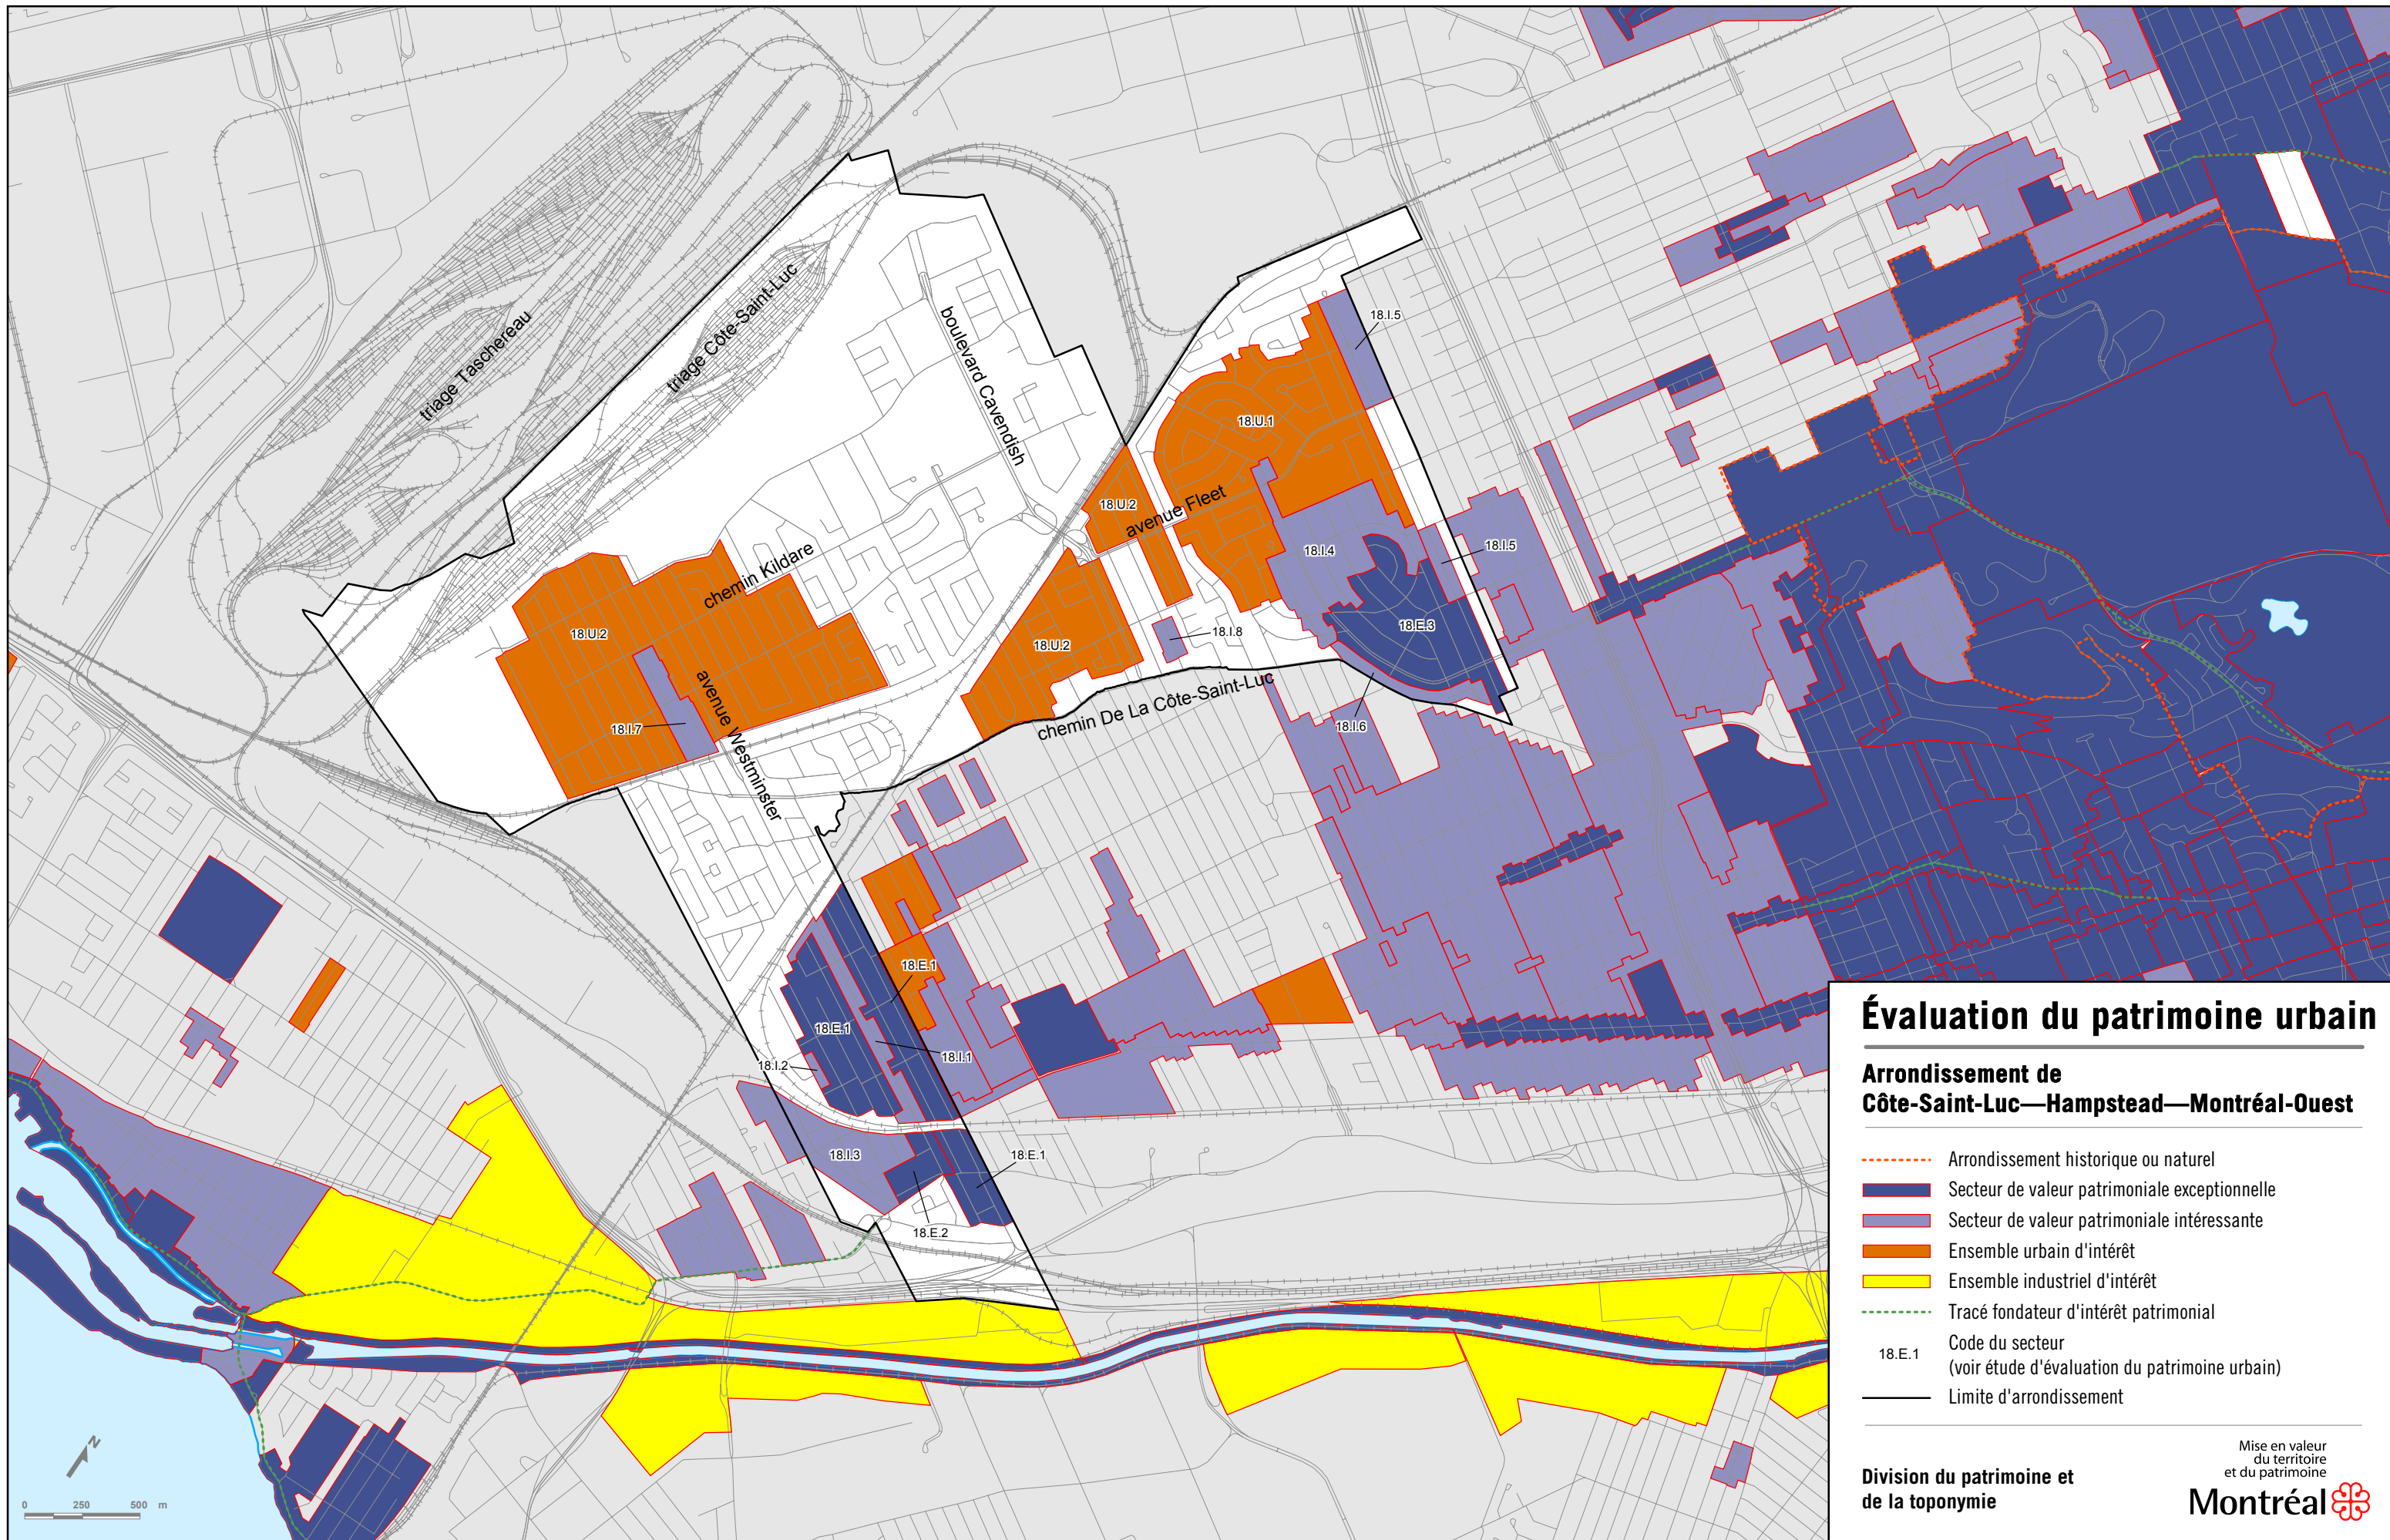 triage Taschereau
triage Côte-Saint-Luc
boulevard Cavendish
18.I.5
18.U.1
18.U.2
avenue Fleet
18.I.4
18.I.5
chemin Kildare
18.U.2
18.U.2
18.I.8
18.E.3
18.I.7
avenue Westminster
chemin De La Côte-Saint-Luc
18.I.6
18.E.1
18.E.1
18.I.1
18.I.2
18.I.3
18.E.1
18.E.2
N
0 250 500 m
Évaluation du patrimoine urbain
Arrondissement de
Côte-Saint-Luc—Hampstead—Montréal-Ouest
Arrondissement historique ou naturel
Secteur de valeur patrimoniale exceptionnelle
Secteur de valeur patrimoniale intéressante
Ensemble urbain d'intérêt
Ensemble industriel d'intérêt
Tracé fondateur d'intérêt patrimonial
18.E.1 Code du secteur
(voir étude d'évaluation du patrimoine urbain)
Limite d'arrondissement
Division du patrimoine et
de la toponymie
Mise en valeur
du territoire
et du patrimoine
Montréal